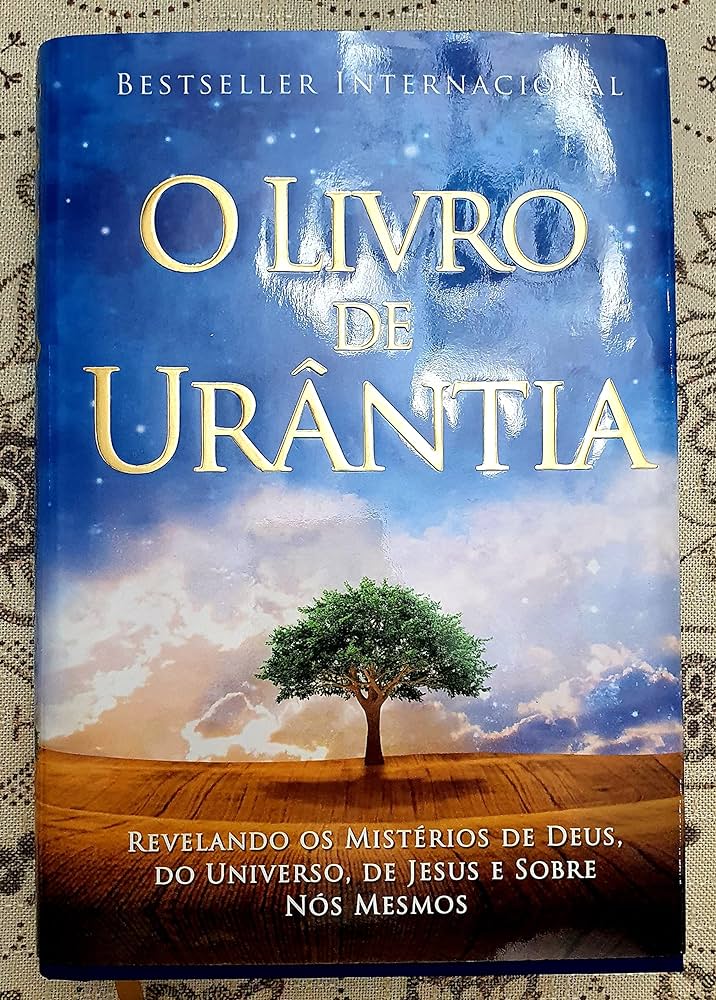 BESTSELLER INTERNACIONAL
O LIVRO
DE
URÂNTIA
REVELANDO OS MISTÉRIOS DE DEUS,
DO UNIVERSO, DE JESUS E SOBRE
NÓS MESMOS